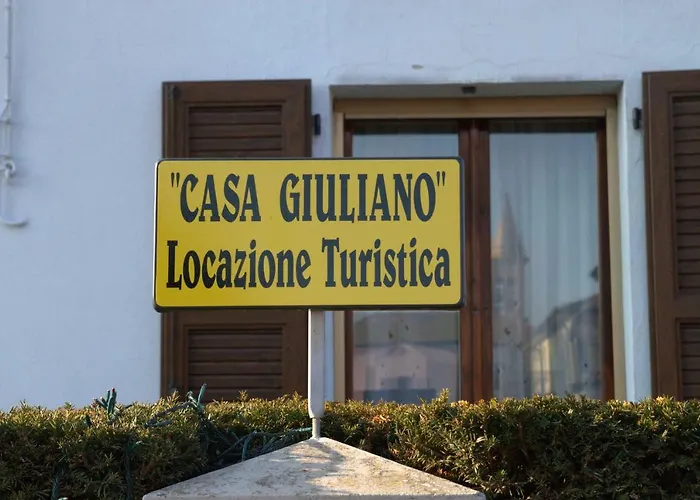 "CASA GIULIANO"
Locazione Turistica